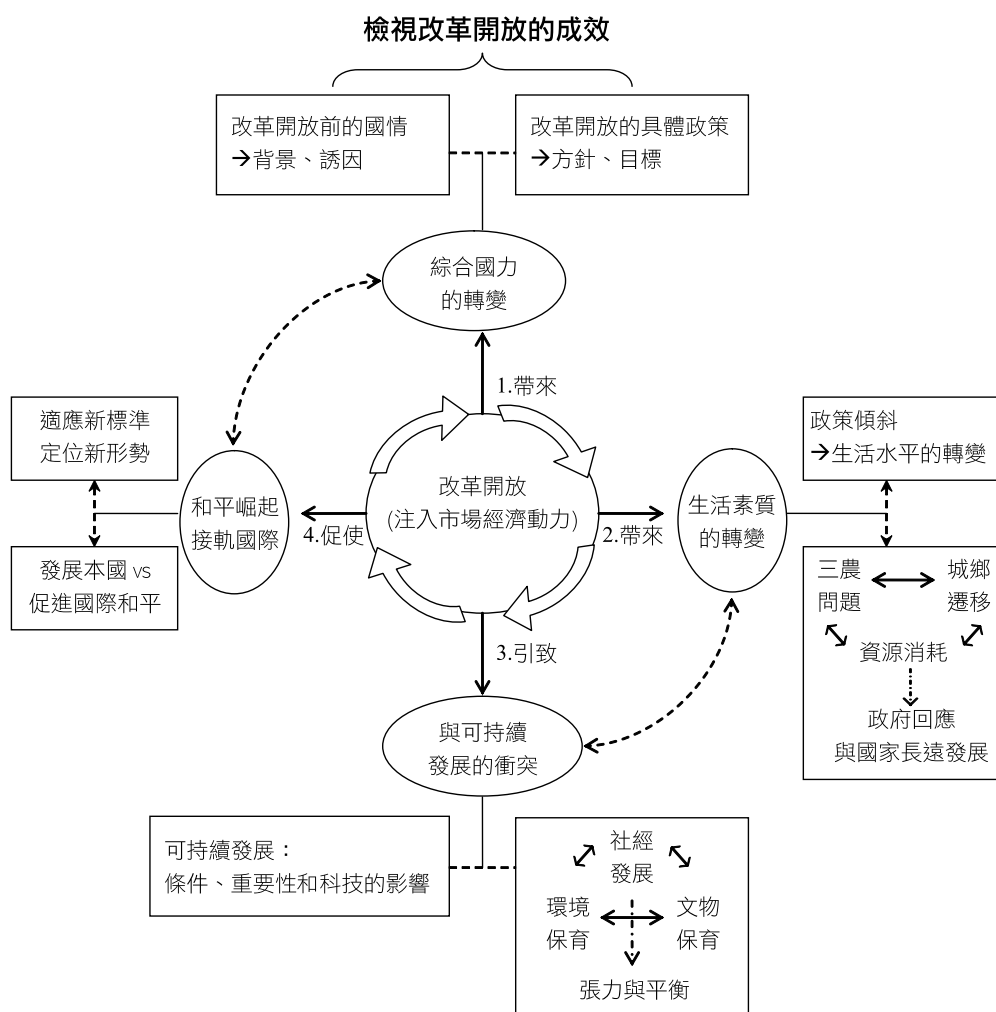 檢視改革開放的成效
改革開放前的國情
→背景、誘因
改革開放的具體政策
→方針、目標
綜合國力
的轉變
1.帶來
適應新標準
定位新形勢
政策傾斜
→生活水平的轉變
和平崛起
接軌國際
4.促使
改革開放
(注入市場經濟動力)
2.帶來
生活素質
的轉變
發展本國 vs
促進國際和平
三農
問題
城鄉
遷移
資源消耗
政府回應
與國家長遠發展
3.引致
與可持續
發展的衝突
可持續發展：
條件、重要性和科技的影響
社經
發展
環境
保育
文物
保育
張力與平衡